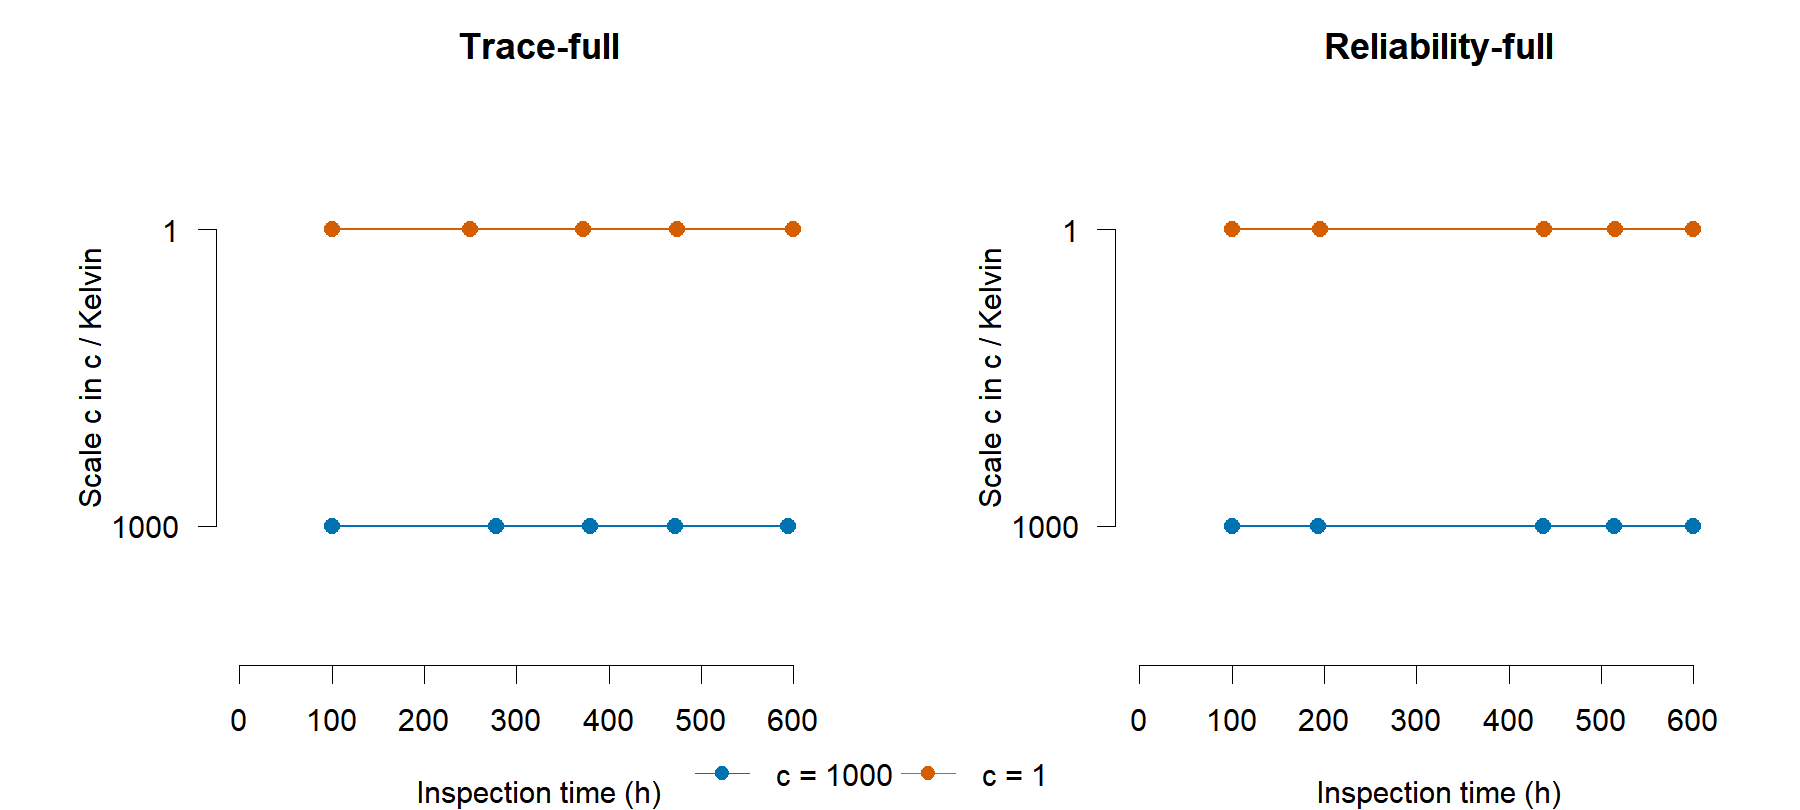 Trace-full
Reliability-full
1
1000
Scale c in c / Kelvin
0 100 200 300 400 500 600
Inspection time (h)
1
1000
Scale c in c / Kelvin
0 100 200 300 400 500 600
Inspection time (h)
c = 1000 c = 1